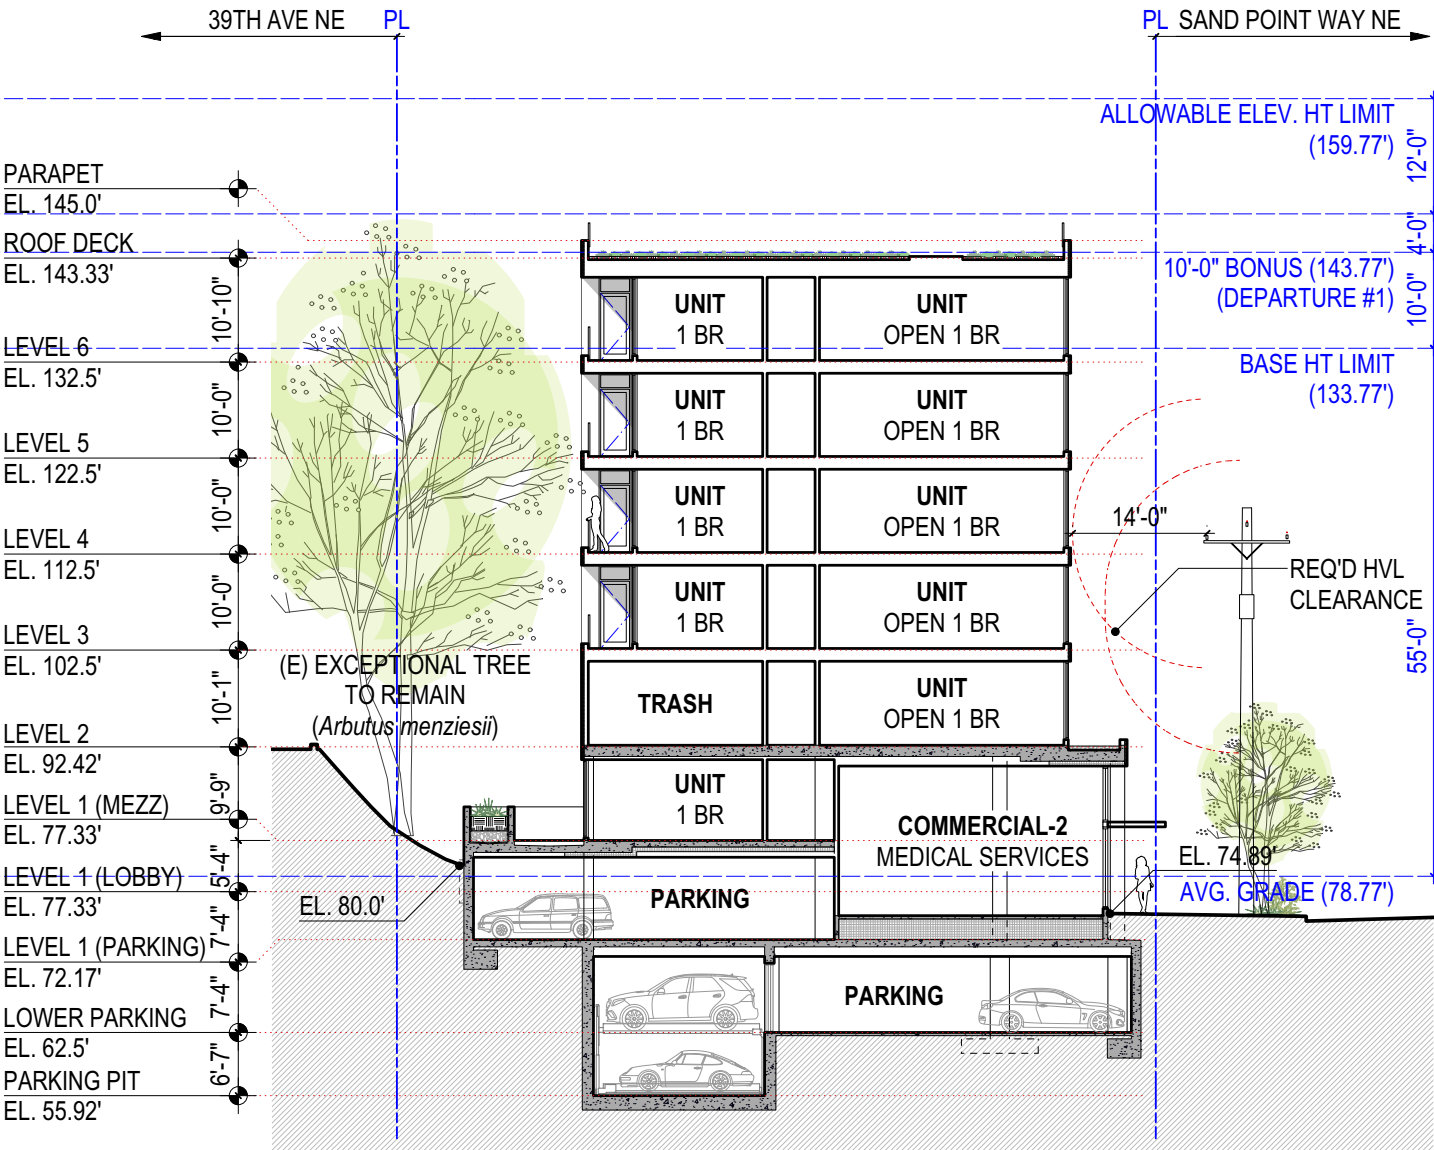 39TH AVE NE
PL
PL
SAND POINT WAY NE
ALLOWABLE ELEV. HT LIMIT
(159.77')
12'-0"
4'-0"
10'-0" BONUS (143.77')
(DEPARTURE #1)
10'-0"
BASE HT LIMIT
(133.77')
55'-0"
PARAPET
EL. 145.0'
ROOF DECK
EL. 143.33'
10'-10"
LEVEL 6
EL. 132.5'
10'-0"
LEVEL 5
EL. 122.5'
10'-0"
LEVEL 4
EL. 112.5'
10'-0"
LEVEL 3
EL. 102.5'
10'-1"
LEVEL 2
EL. 92.42'
9'-9"
LEVEL 1 (MEZZ)
EL. 77.33'
5'-4"
LEVEL 1 (LOBBY)
EL. 77.33'
7'-4"
LEVEL 1 (PARKING)
EL. 72.17'
7'-4"
LOWER PARKING
EL. 62.5'
6'-7"
PARKING PIT
EL. 55.92'
(E) EXCEPTIONAL TREE
TO REMAIN
(Arbutus menziesii)
EL. 80.0'
UNIT
1 BR
UNIT
OPEN 1 BR
UNIT
1 BR
UNIT
OPEN 1 BR
UNIT
1 BR
UNIT
OPEN 1 BR
UNIT
1 BR
UNIT
OPEN 1 BR
TRASH
UNIT
OPEN 1 BR
UNIT
1 BR
COMMERCIAL-2
MEDICAL SERVICES
PARKING
PARKING
14'-0"
REQ'D HVL
CLEARANCE
EL. 74.89'
AVG. GRADE (78.77')